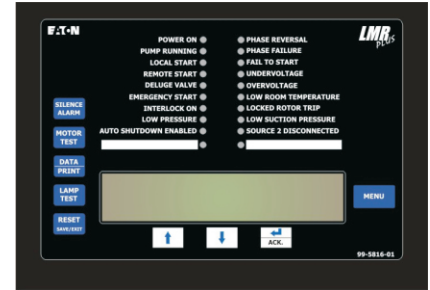 EATON
LMR
PLUS
POWER ON
PUMP RUNNING
LOCAL START
REMOTE START
DELUGE VALVE
EMERGENCY START
INTERLOCK ON
LOW PRESSURE
AUTO SHUTDOWN ENABLED
PHASE REVERSAL
PHASE FAILURE
FAIL TO START
UNDERVOLTAGE
OVERVOLTAGE
LOW ROOM TEMPERATURE
LOCKED ROTOR TRIP
LOW SUCTION PRESSURE
SOURCE 2 DISCONNECTED
SILENCE
ALARM
MOTOR
TEST
DATA
PRINT
LAMP
TEST
RESET
SAVE/EXIT
MENU
ACK.
99-5816-01